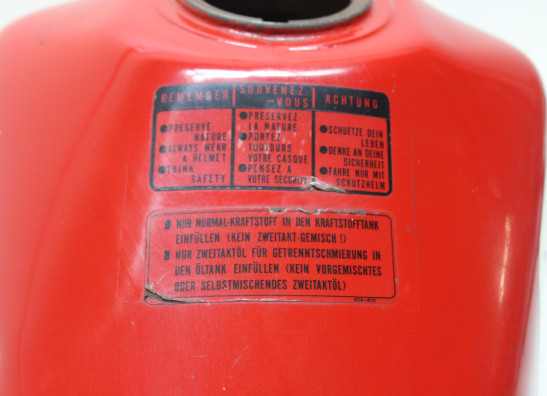 REMEMBER
● PRESERVE
NATURE
● ALWAYS WEAR
A HELMET
● THINK
SAFETY
SOUVENEZ
-VOUS
● PRESERVEZ
LA NATURE
● PORTEZ
TOUJOURS
VOTRE CASQUE
● PENSEZ A
VOTRE SECURITE
ACHTUNG
● SCHUETZE DEIN
LEBEN
● DENKE AN DEINE
SICHERHEIT
● FAHRE NUR MIT
SCHUTZHELM
■ NUR NORMAL-KRAFTSTOFF IN DEN KRAFTSTOFFTANK
EINFÜLLEN (KEIN ZWEITAKT-GEMISCH !)
■ NUR ZWEITAKTÖL FÜR GETRENNTSCHMIERUNG IN
DEN ÖLTANK EINFÜLLEN (KEIN VORGEMISCHTES
ODER SELBSTMISCHENDES ZWEITAKTÖL)